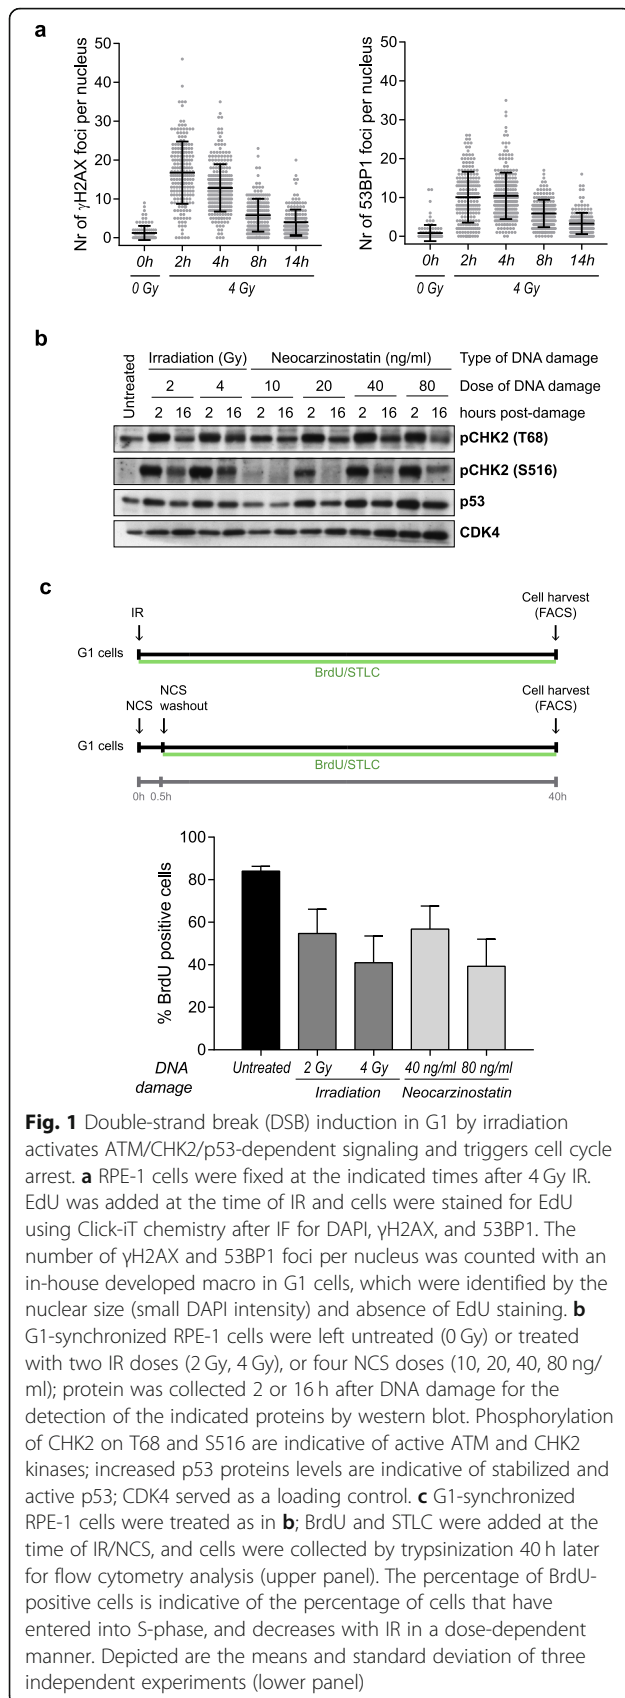 a
Nr of γH2AX foci per nucleus
50
40
30
20
10
0
0h 2h 4h 8h 14h
0 Gy 4 Gy
Nr of 53BP1 foci per nucleus
50
40
30
20
10
0
0h 2h 4h 8h 14h
0 Gy 4 Gy
b
Untreated
Irradiation (Gy) Neocarzinostatin (ng/ml) Type of DNA damage
2 4 10 20 40 80 Dose of DNA damage
2 16 2 16 2 16 2 16 2 16 2 16 hours post-damage
pCHK2 (T68)
pCHK2 (S516)
p53
CDK4
c
IR
Cell harvest
(FACS)
G1 cells
BrdU/STLC
NCS
NCS
washout
Cell harvest
(FACS)
G1 cells
BrdU/STLC
0h 0.5h 40h
% BrdU positive cells
100
80
60
40
20
0
DNA
damage
Untreated 2 Gy 4 Gy 40 ng/ml 80 ng/ml
Irradiation Neocarzinostatin
Fig. 1 Double-strand break (DSB) induction in G1 by irradiation
activates ATM/CHK2/p53-dependent signaling and triggers cell cycle
arrest. a RPE-1 cells were fixed at the indicated times after 4 Gy IR.
EdU was added at the time of IR and cells were stained for EdU
using Click-iT chemistry after IF for DAPI, γH2AX, and 53BP1. The
number of γH2AX and 53BP1 foci per nucleus was counted with an
in-house developed macro in G1 cells, which were identified by the
nuclear size (small DAPI intensity) and absence of EdU staining. b
G1-synchronized RPE-1 cells were left untreated (0 Gy) or treated
with two IR doses (2 Gy, 4 Gy), or four NCS doses (10, 20, 40, 80 ng/
ml); protein was collected 2 or 16 h after DNA damage for the
detection of the indicated proteins by western blot. Phosphorylation
of CHK2 on T68 and S516 are indicative of active ATM and CHK2
kinases; increased p53 proteins levels are indicative of stabilized and
active p53; CDK4 served as a loading control. c G1-synchronized
RPE-1 cells were treated as in b; BrdU and STLC were added at the
time of IR/NCS, and cells were collected by trypsinization 40 h later
for flow cytometry analysis (upper panel). The percentage of BrdU-
positive cells is indicative of the percentage of cells that have
entered into S-phase, and decreases with IR in a dose-dependent
manner. Depicted are the means and standard deviation of three
independent experiments (lower panel)